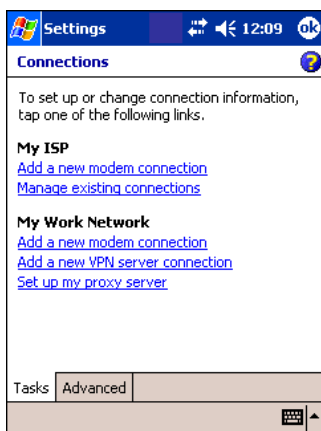 Settings 12:09 ok
Connections ?
To set up or change connection information,
tap one of the following links.
My ISP
Add a new modem connection
Manage existing connections
My Work Network
Add a new modem connection
Add a new VPN server connection
Set up my proxy server
Tasks Advanced